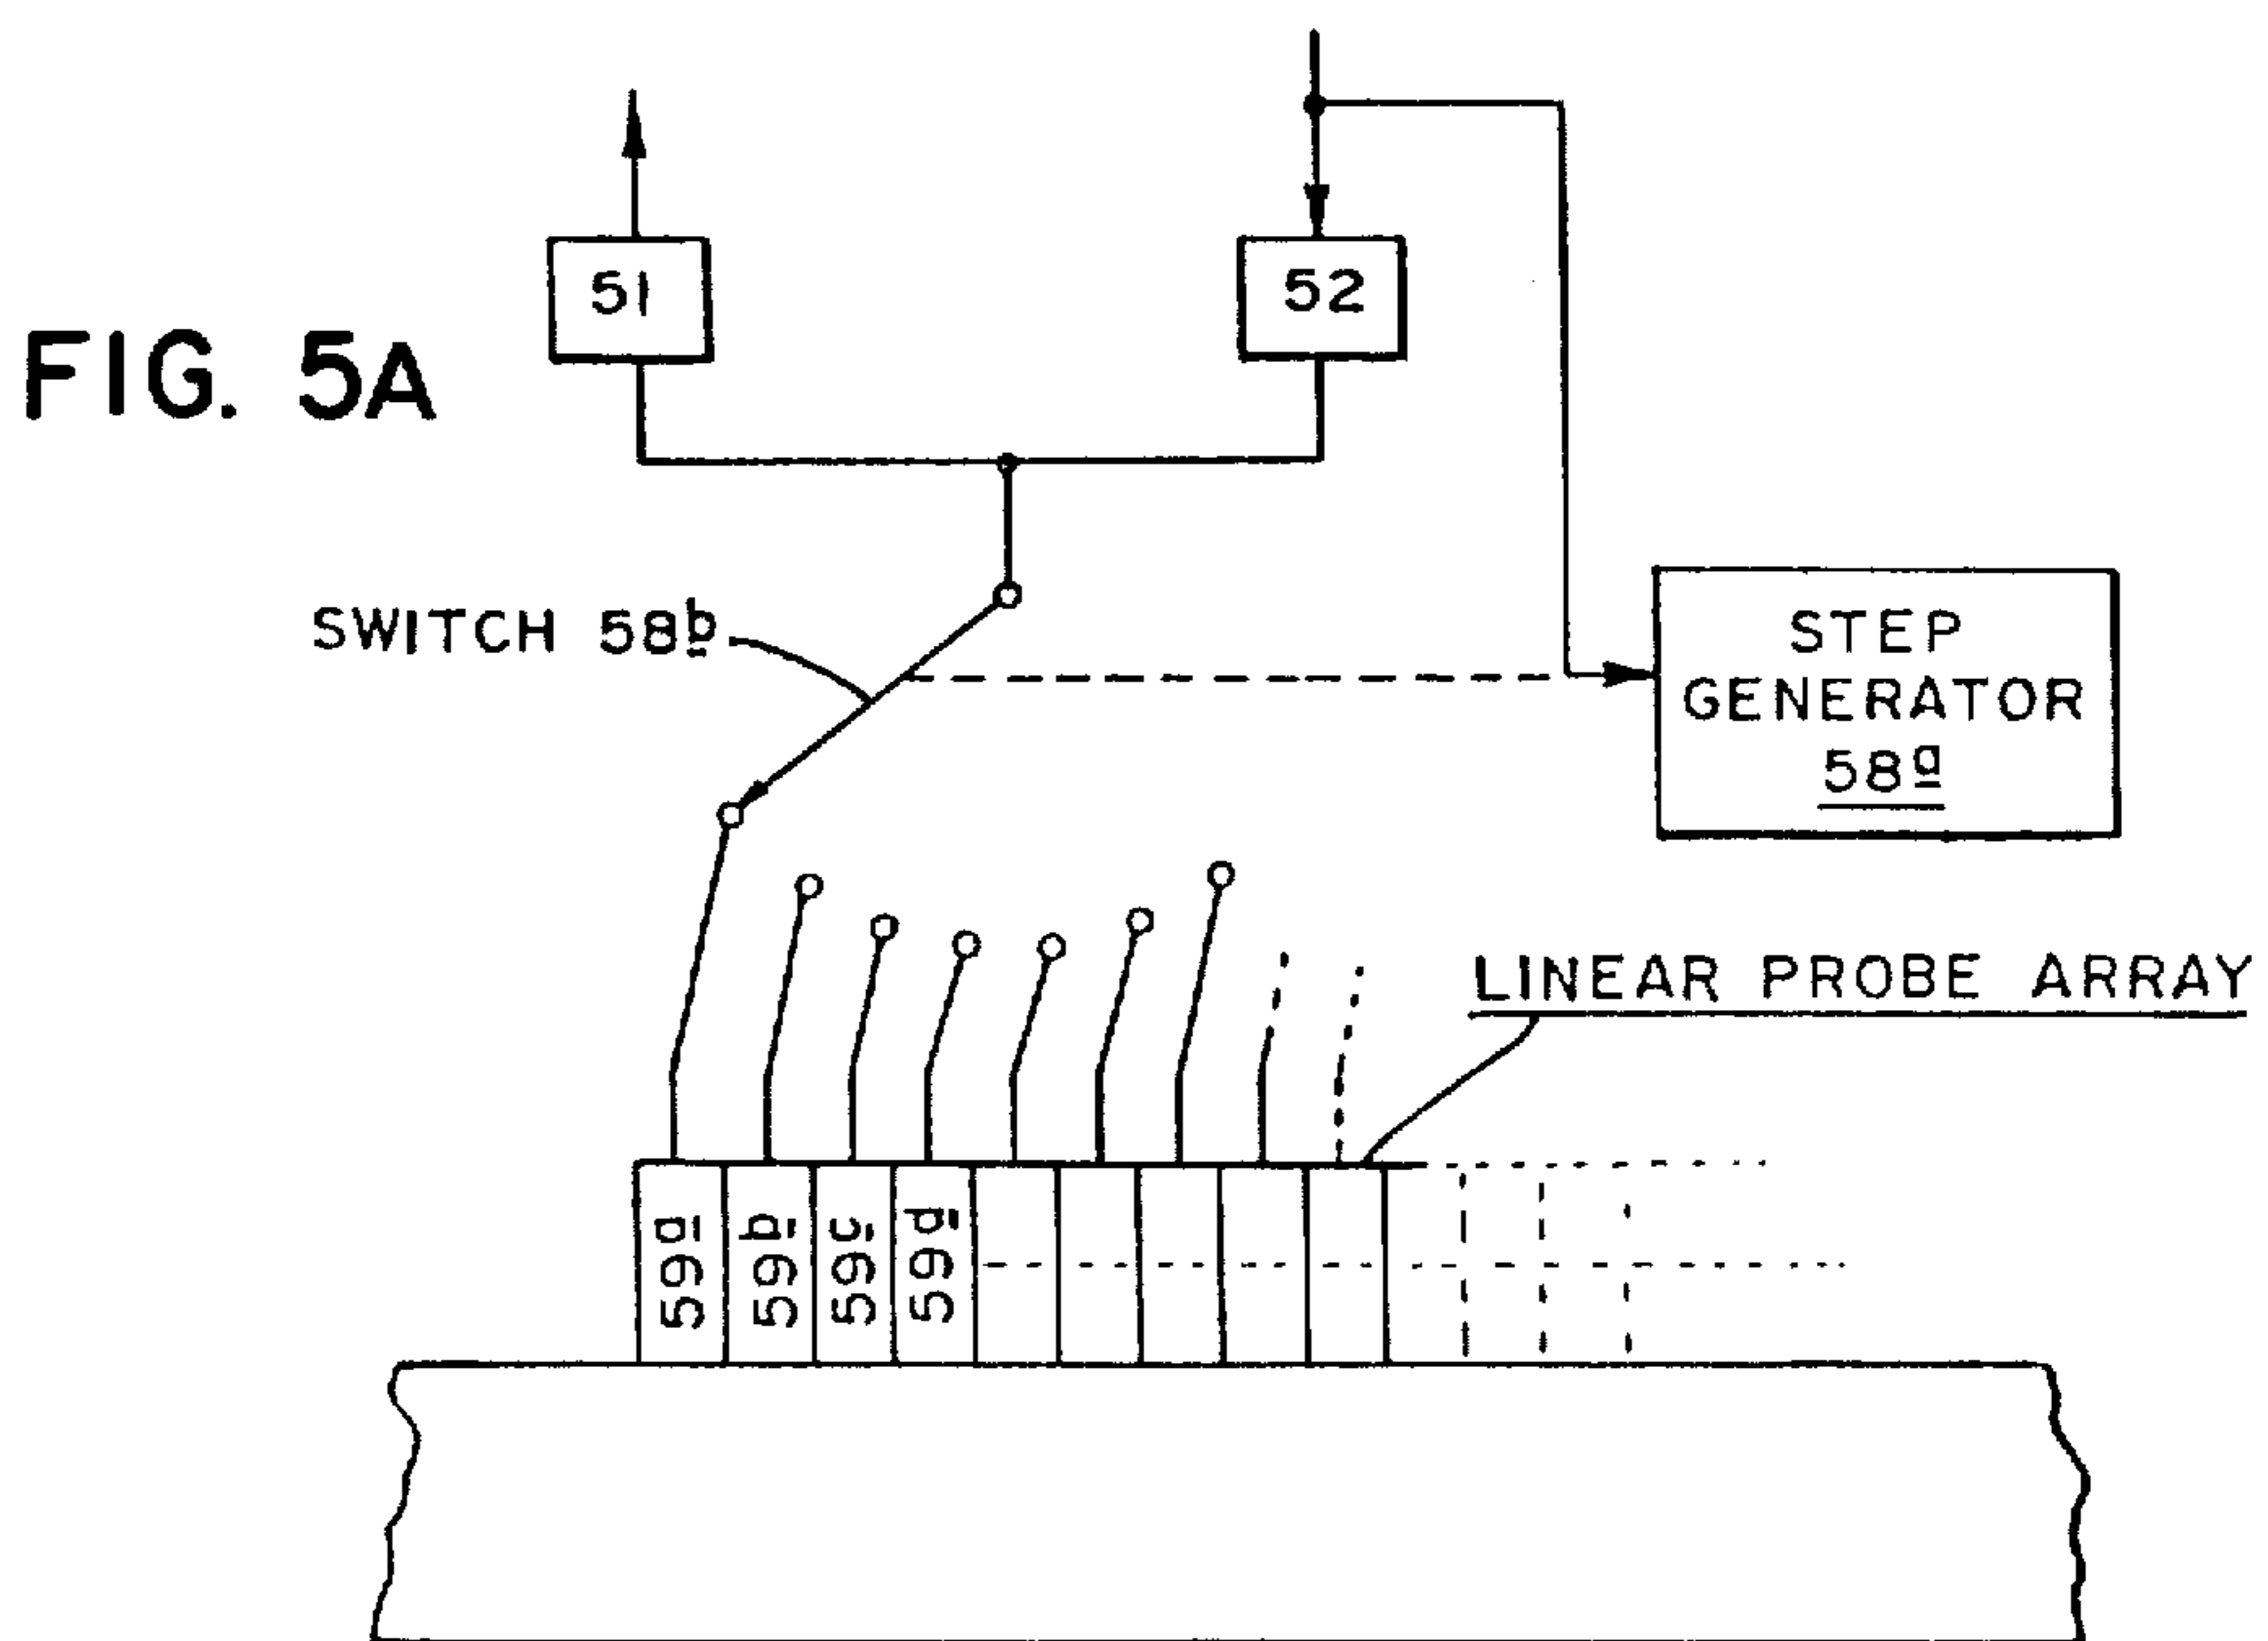 51
52
FIG. 5A
SWITCH 58b
STEP
GENERATOR
58a
LINEAR PROBE ARRAY
59a
59b
59c
59d